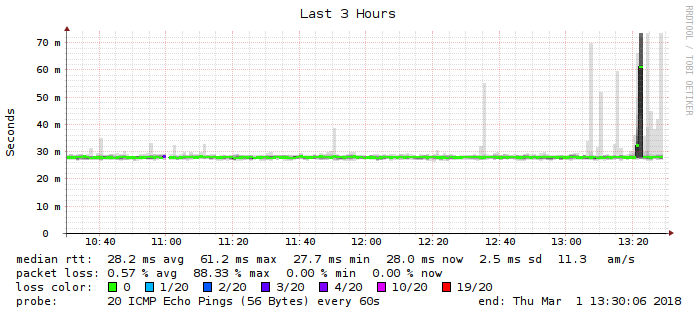 Last 3 Hours
RRDTOOL / TOBI OETIKER
Seconds
70 m
60 m
50 m
40 m
30 m
20 m
10 m
0
10:40 11:00 11:20 11:40 12:00 12:20 12:40 13:00 13:20
median rtt: 28.2 ms avg 61.2 ms max 27.7 ms min 28.0 ms now 2.5 ms sd 11.3 am/s
packet loss: 0.57 % avg 88.33 % max 0.00 % min 0.00 % now
loss color: 0 1/20 2/20 3/20 4/20 10/20 19/20
probe: 20 ICMP Echo Pings (56 Bytes) every 60s end: Thu Mar 1 13:30:06 2018